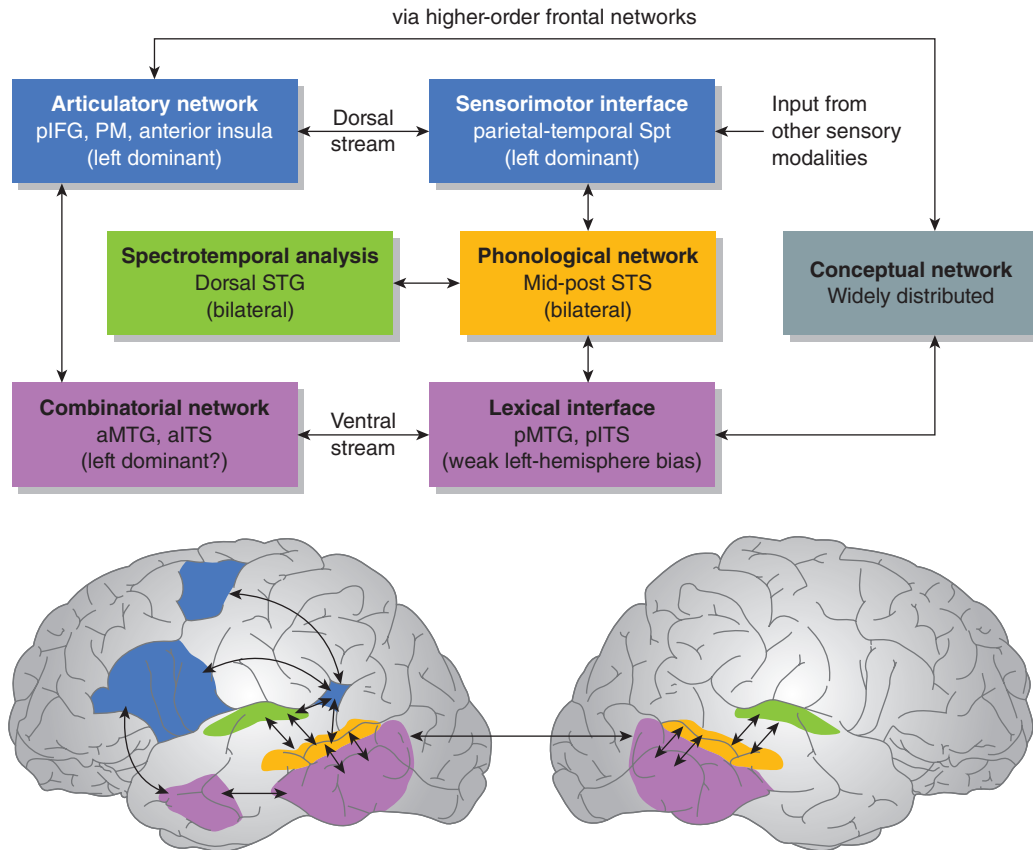 via higher-order frontal networks
Articulatory network
pIFG, PM, anterior insula
(left dominant)
Dorsal
stream
Sensorimotor interface
parietal-temporal Spt
(left dominant)
Input from
other sensory
modalities
Spectrotemporal analysis
Dorsal STG
(bilateral)
Phonological network
Mid-post STS
(bilateral)
Conceptual network
Widely distributed
Combinatorial network
aMTG, aITS
(left dominant?)
Ventral
stream
Lexical interface
pMTG, pITS
(weak left-hemisphere bias)